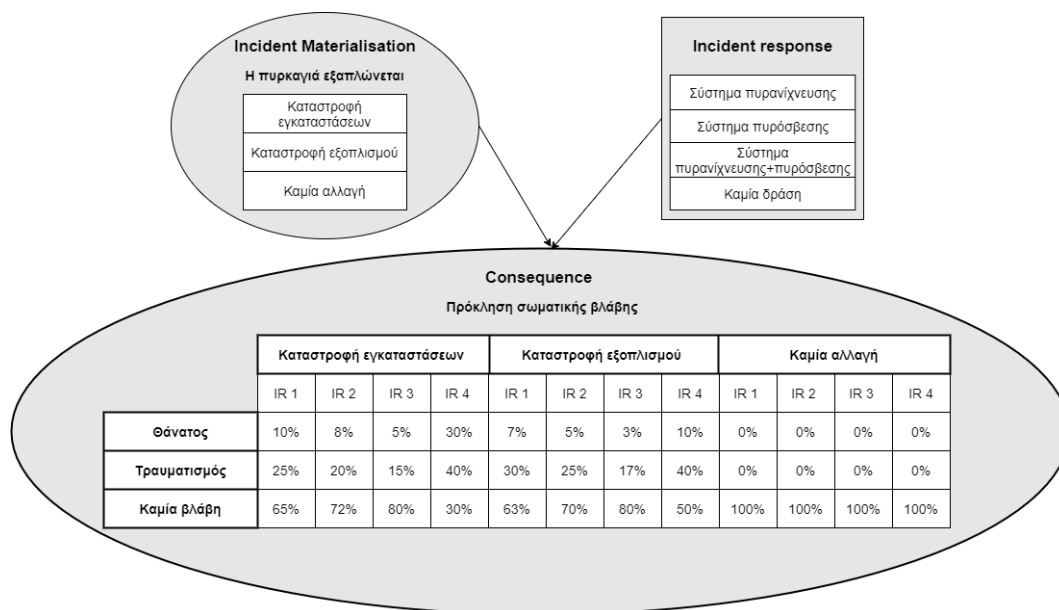 Incident Materialisation
Η πυρκαγιά εξαπλώνεται
Καταστροφή
εγκαταστάσεων
Καταστροφή εξοπλισμού
Καμία αλλαγή
Incident response
Σύστημα πυρανίχνευσης
Σύστημα πυρόσβεσης
Σύστημα
πυρανίχνευσης+πυρόσβεσης
Καμία δράση
Consequence
Πρόκληση σωματικής βλάβης
Καταστροφή εγκαταστάσεων Καταστροφή εξοπλισμού Καμία αλλαγή
IR 1 IR 2 IR 3 IR 4 IR 1 IR 2 IR 3 IR 4 IR 1 IR 2 IR 3 IR 4
Θάνατος 10% 8% 5% 30% 7% 5% 3% 10% 0% 0% 0% 0%
Τραυματισμός 25% 20% 15% 40% 30% 25% 17% 40% 0% 0% 0% 0%
Καμία βλάβη 65% 72% 80% 30% 63% 70% 80% 50% 100% 100% 100% 100%